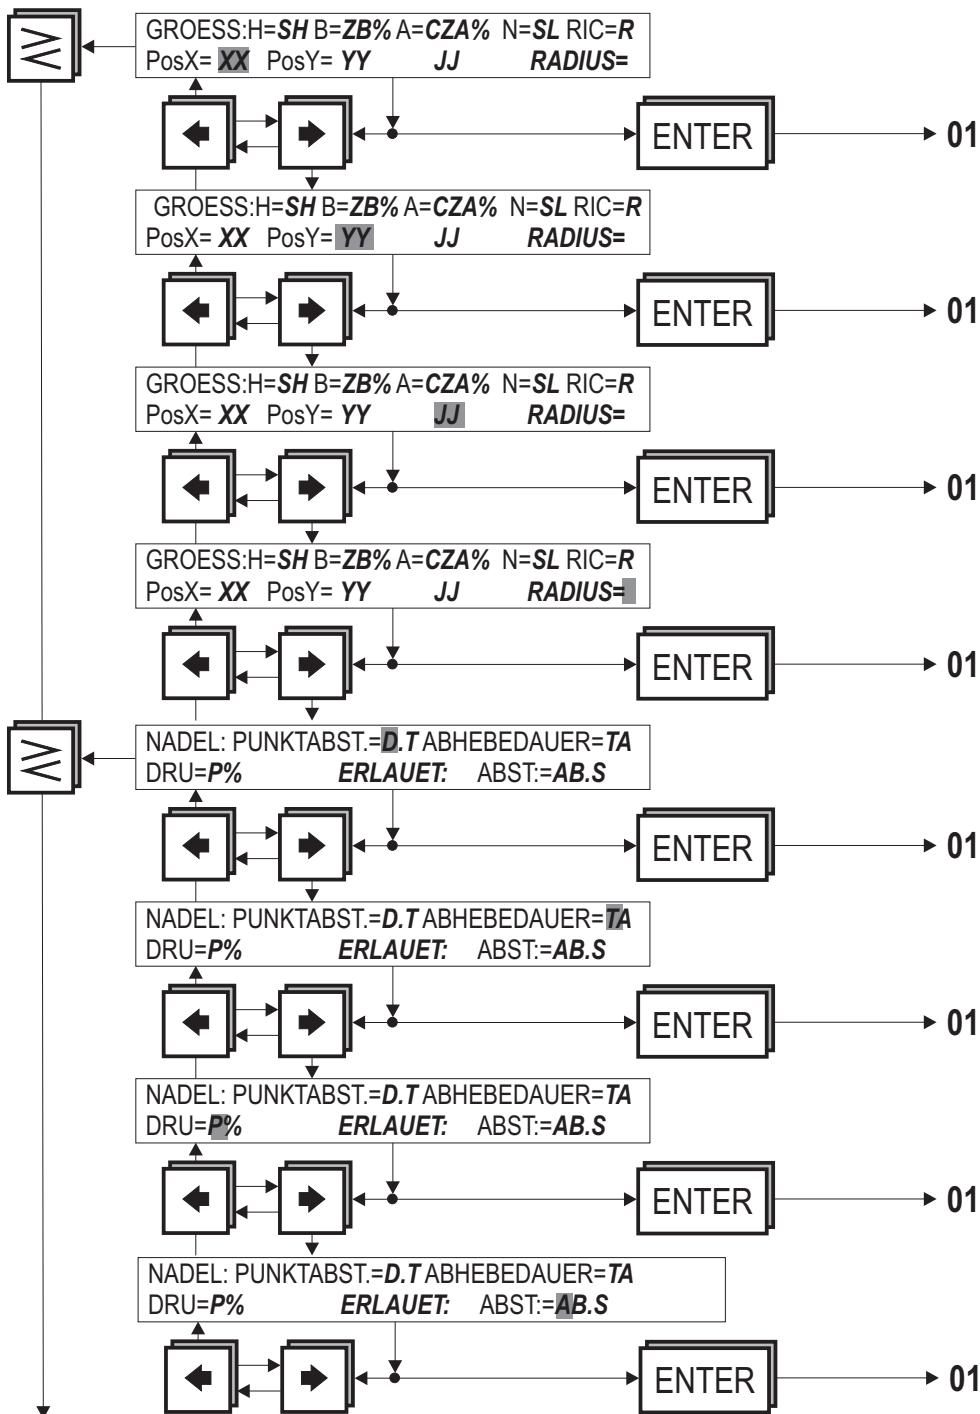 GROESS:H=SH B=ZB% A=CZA% N=SL RIC=R
PosX= XX PosY= YY JJ RADIUS=
ENTER 01
GROESS:H=SH B=ZB% A=CZA% N=SL RIC=R
PosX= XX PosY= YY JJ RADIUS=
ENTER 01
GROESS:H=SH B=ZB% A=CZA% N=SL RIC=R
PosX= XX PosY= YY JJ RADIUS=
ENTER 01
GROESS:H=SH B=ZB% A=CZA% N=SL RIC=R
PosX= XX PosY= YY JJ RADIUS=
ENTER 01
NADEL: PUNKTABST.=D.T ABHEBEDAUER=TA
DRU=P% ERLAUET: ABST.=AB.S
ENTER 01
NADEL: PUNKTABST.=D.T ABHEBEDAUER=TA
DRU=P% ERLAUET: ABST:=AB.S
ENTER 01
NADEL: PUNKTABST.=D.T ABHEBEDAUER=TA
DRU=P% ERLAUET: ABST:=AB.S
ENTER 01
NADEL: PUNKTABST.=D.T ABHEBEDAUER=TA
DRU=P% ERLAUET: ABST:=AB.S
ENTER 01